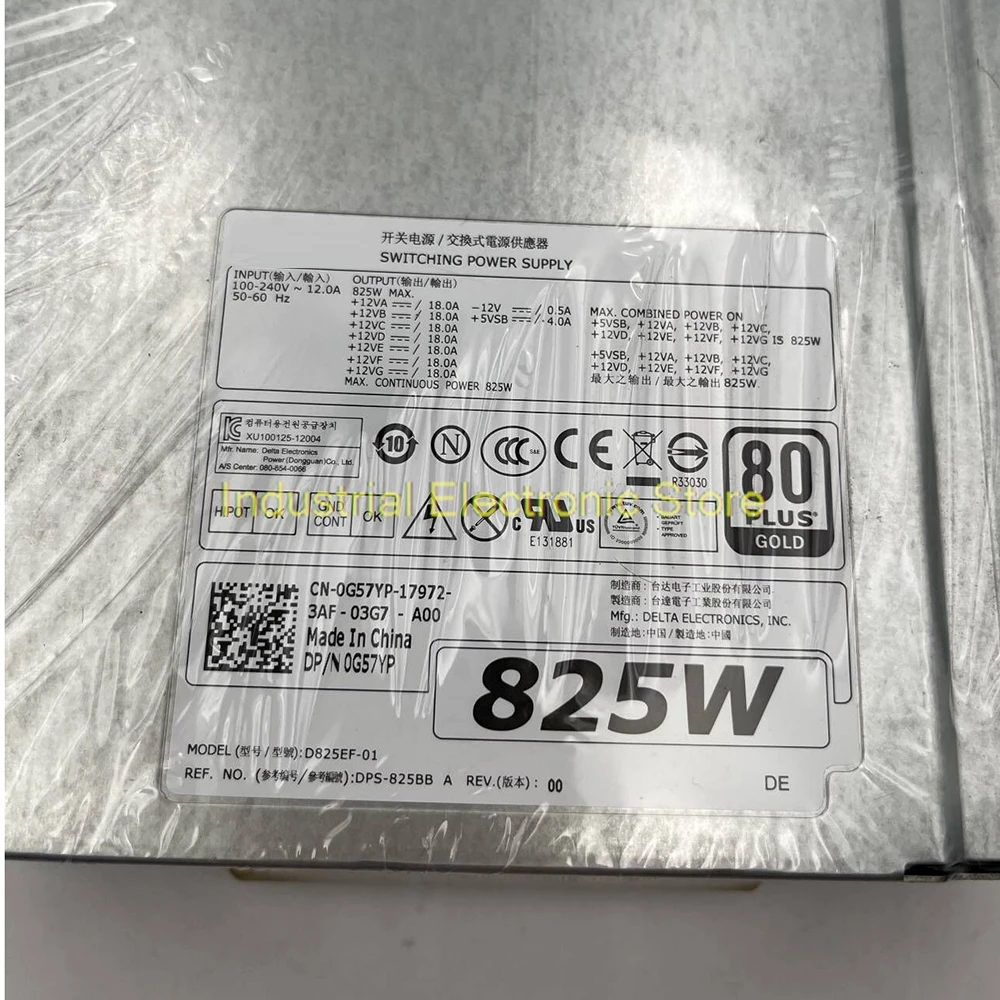 开关电源 / 交換式電源供應器
SWITCHING POWER SUPPLY
INPUT(输入/輸入)
100-240V ~ 12.0A
50-60 Hz
OUTPUT(输出/輸出)
825W MAX.
+12VA ⎓ / 18.0A
+12VB ⎓ / 18.0A
+12VC ⎓ / 18.0A
+12VD ⎓ / 18.0A
+12VE ⎓ / 18.0A
+12VF ⎓ / 18.0A
+12VG ⎓ / 18.0A
MAX. CONTINUOUS POWER 825W
-12V ⎓ / 0.5A
+5VSB ⎓ / 4.0A
MAX. COMBINED POWER ON
+5VSB, +12VA, +12VB, +12VC,
+12VD, +12VE, +12VF, +12VG IS 825W
+5VSB, +12VA, +12VB, +12VC,
+12VD, +12VE, +12VF, +12VG
最大之输出 / 最大之輸出 825W.
컴퓨터용전원공급장치
XU100125-12004
Mfr. Name: Delta Electronics
Power(Dongguan)Co., Ltd.
A/S Center: 080-854-0066
10
N
CCC
S&E
CE
R33030
80
PLUS®
GOLD
Industrial Electronic Store
HIPOT OK GND CONT OK
c UL US
E131881
BAUART
GEPRÜFT
TYPE
APPROVED
CN-0G57YP-17972-
3AF-03G7 - A00
Made In China
DP/N 0G57YP
制造商：台达电子工业股份有限公司
製造商：台達電子工業股份有限公司
Mfg.: DELTA ELECTRONICS, INC.
制造地：中国 / 製造地：中國
825W
MODEL (型号 / 型號): D825EF-01
REF. NO. (参考编号/參考編號):DPS-825BB A REV.(版本): 00
DE